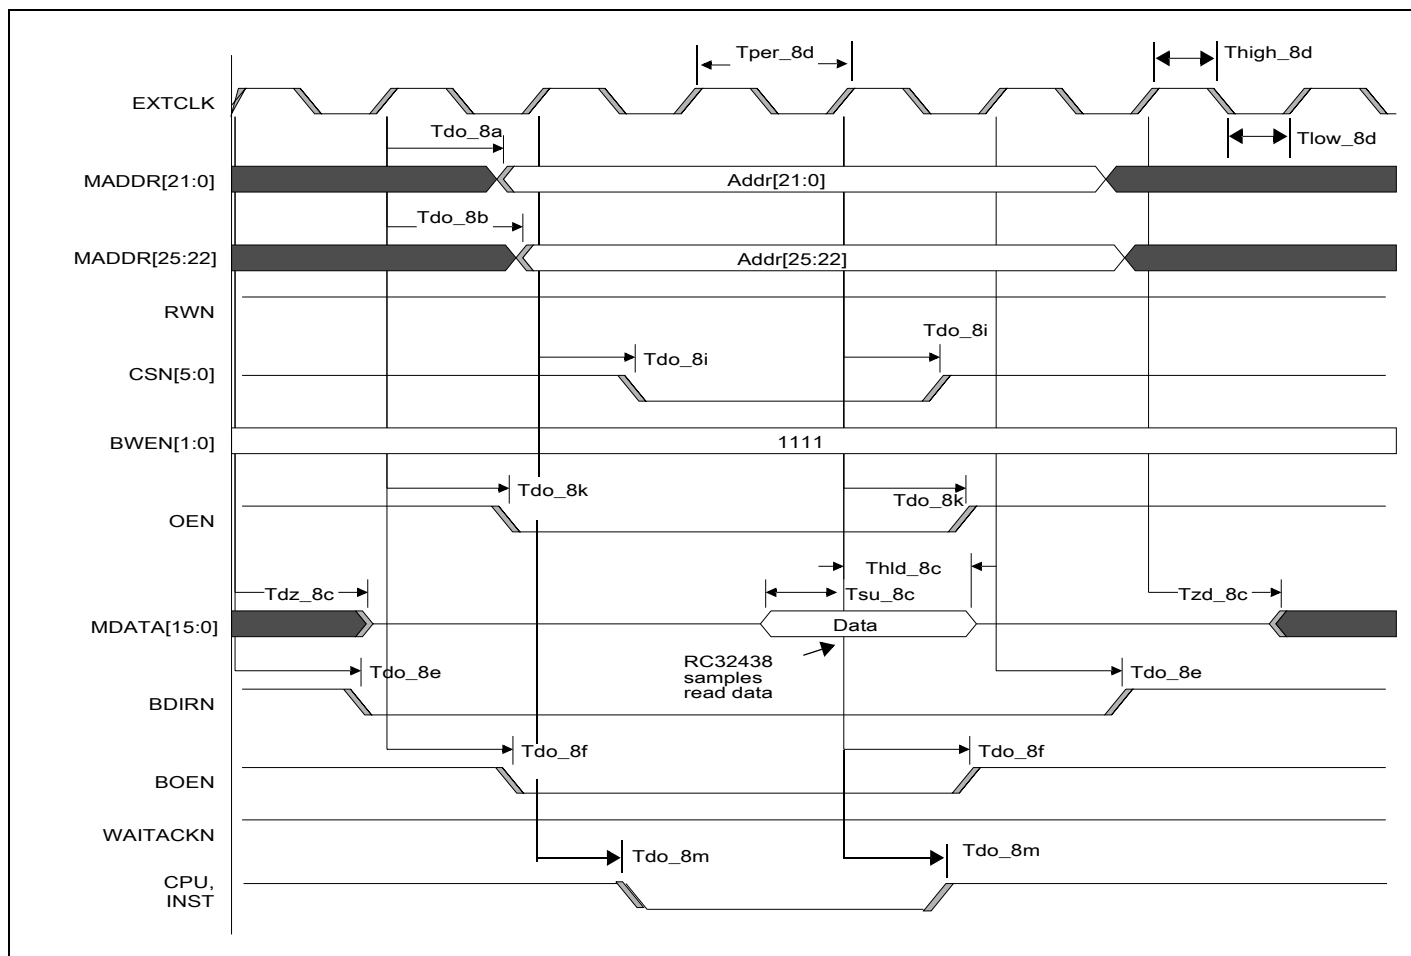 Tper_8d
Thigh_8d
EXTCLK
Tdo_8a
Tlow_8d
MADDR[21:0]
Addr[21:0]
Tdo_8b
MADDR[25:22]
Addr[25:22]
RWN
Tdo_8i
Tdo_8i
CSN[5:0]
BWEN[1:0]
1111
Tdo_8k
Tdo_8k
OEN
Thld_8c
Tdz_8c
Tsu_8c
Tzd_8c
MDATA[15:0]
Data
RC32438
samples
read data
Tdo_8e
Tdo_8e
BDIRN
Tdo_8f
Tdo_8f
BOEN
WAITACKN
Tdo_8m
Tdo_8m
CPU,
INST